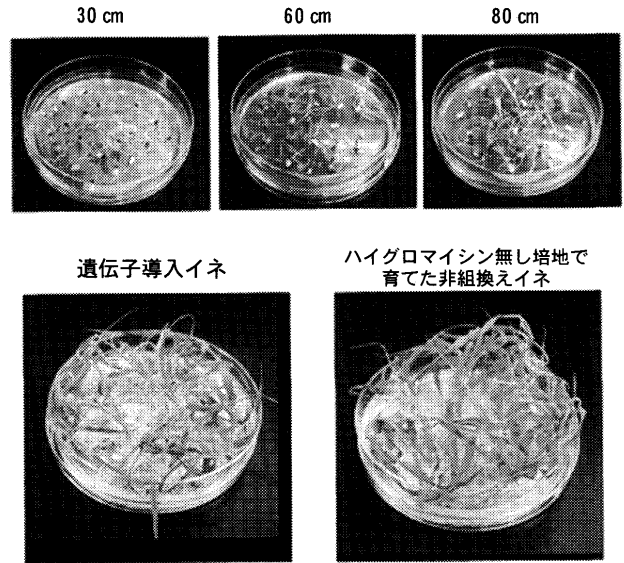 30 cm
60 cm
80 cm
遺伝子導入イネ
ハイグロマイシン無し培地で
育てた非組換えイネ